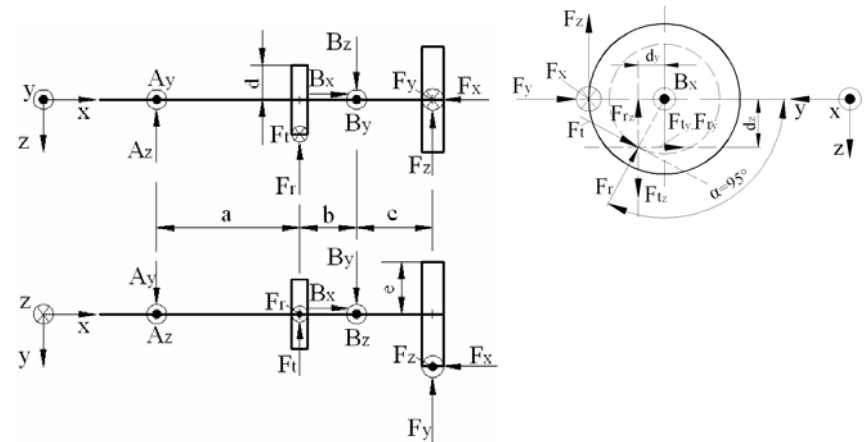 y
x
z
Ay
Az
d
Ft
Fr
Bx
Bz
By
Fy
Fx
Fz
a
b
c
z
x
y
Ay
Az
Fr
Ft
Bx
By
Bz
e
Fz
Fx
Fy
Fz
Fx
Fy
dy
Bx
Frz
Fty, Fry
Ft
Fr
Ftz
dz
α=95°
y
x
z